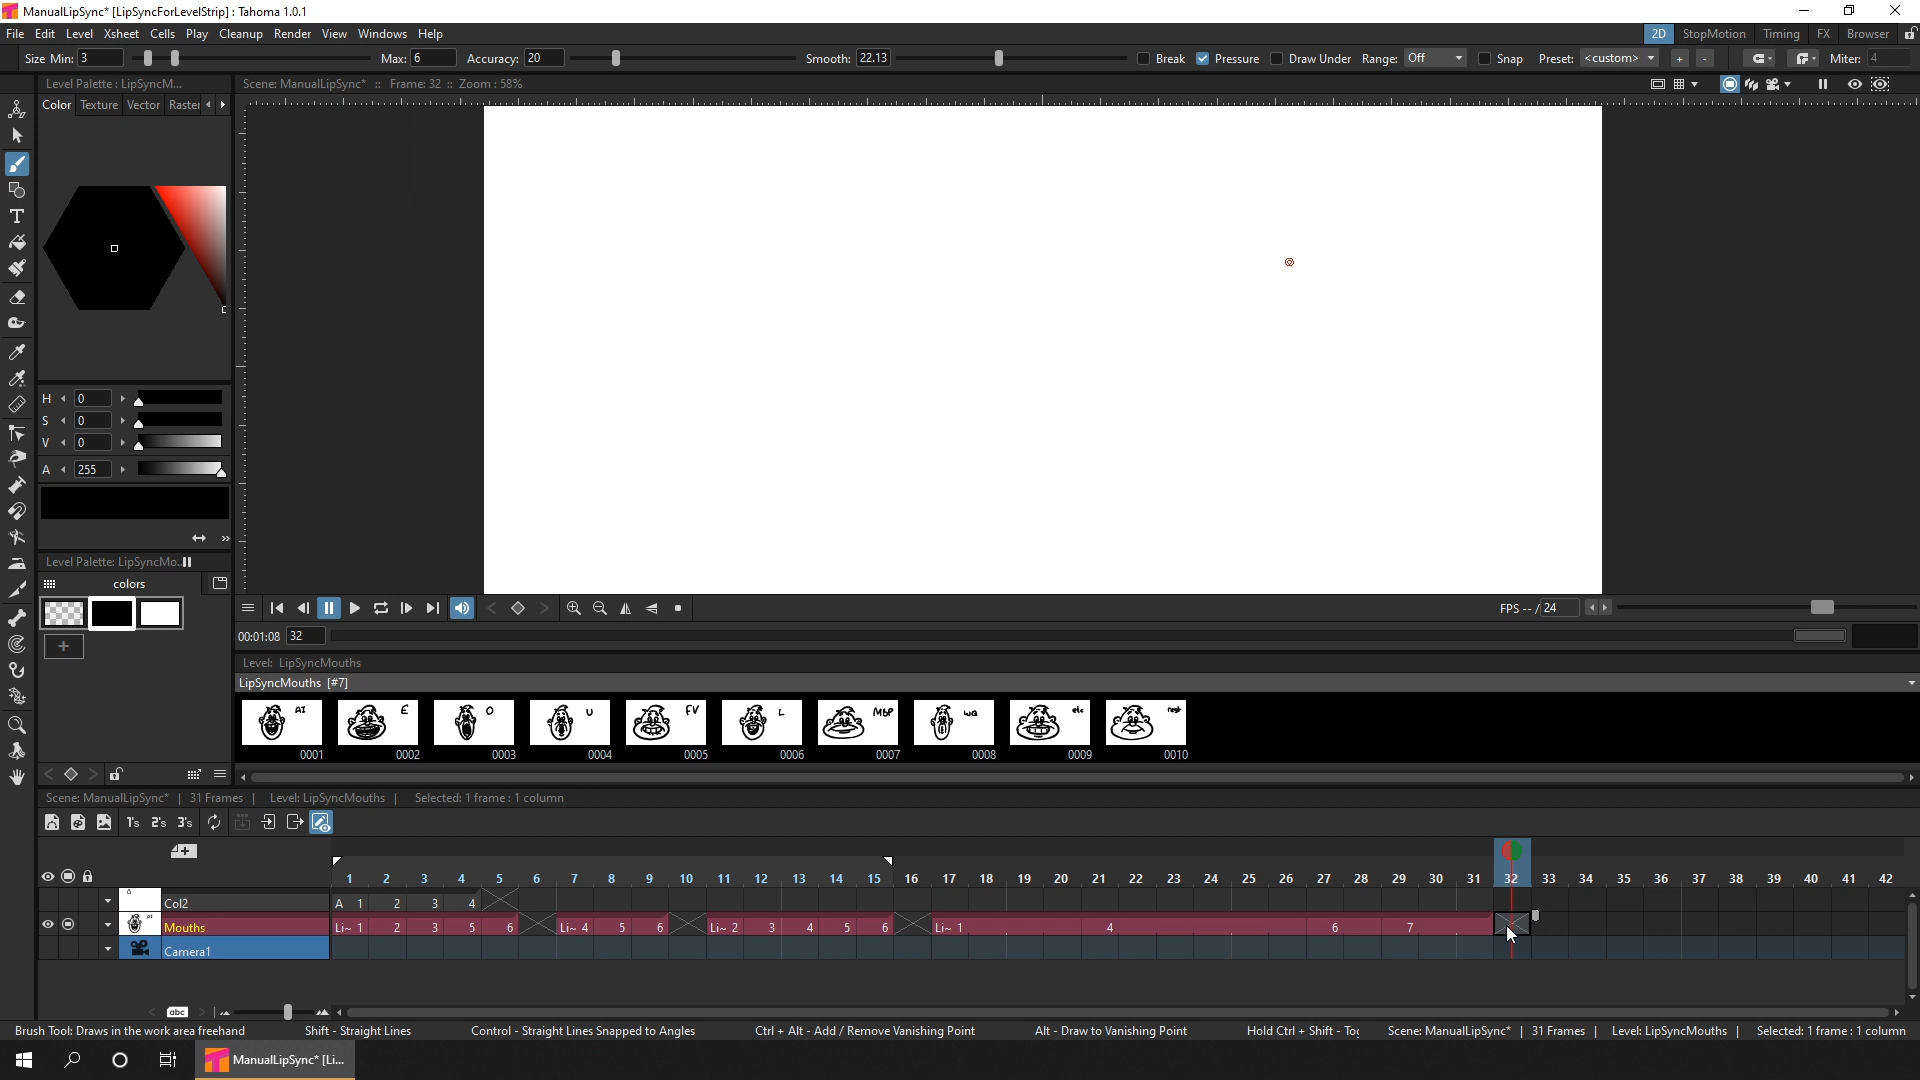 ManualLipSync* [LipSyncForLevelStrip] : Tahoma 1.0.1
File Edit Level Xsheet Cells Play Cleanup Render View Windows Help
2D StopMotion Timing FX Browser
Size Min: 3 Max: 6 Accuracy: 20 Smooth: 22.13 Break Pressure Draw Under Range: Off Snap Preset: <custom> + - Miter: 4
Level Palette : LipSyncM...
Scene: ManualLipSync* :: Frame: 32 :: Zoom : 58%
Color Texture Vector Raster
H 0
S 0
V 0
A 255
Level Palette: LipSyncMo..
colors
FPS -- / 24
00:01:08 32
Level: LipSyncMouths
LipSyncMouths [#7]
AI E O U FV L MBP WQ etc rest
0001 0002 0003 0004 0005 0006 0007 0008 0009 0010
Scene: ManualLipSync* | 31 Frames | Level: LipSyncMouths | Selected: 1 frame : 1 column
1's 2's 3's
1 2 3 4 5 6 7 8 9 10 11 12 13 14 15 16 17 18 19 20 21 22 23 24 25 26 27 28 29 30 31 32 33 34 35 36 37 38 39 40 41 42
Col2 A 1 2 3 4
Mouths Li~ 1 2 3 5 6 Li~ 4 5 6 Li~ 2 3 4 5 6 Li~ 1 4 6 7
Camera1
abc
Brush Tool: Draws in the work area freehand Shift - Straight Lines Control - Straight Lines Snapped to Angles Ctrl + Alt - Add / Remove Vanishing Point Alt - Draw to Vanishing Point Hold Ctrl + Shift - Tog Scene: ManualLipSync* | 31 Frames | Level: LipSyncMouths | Selected: 1 frame : 1 column
ManualLipSync* [Li...